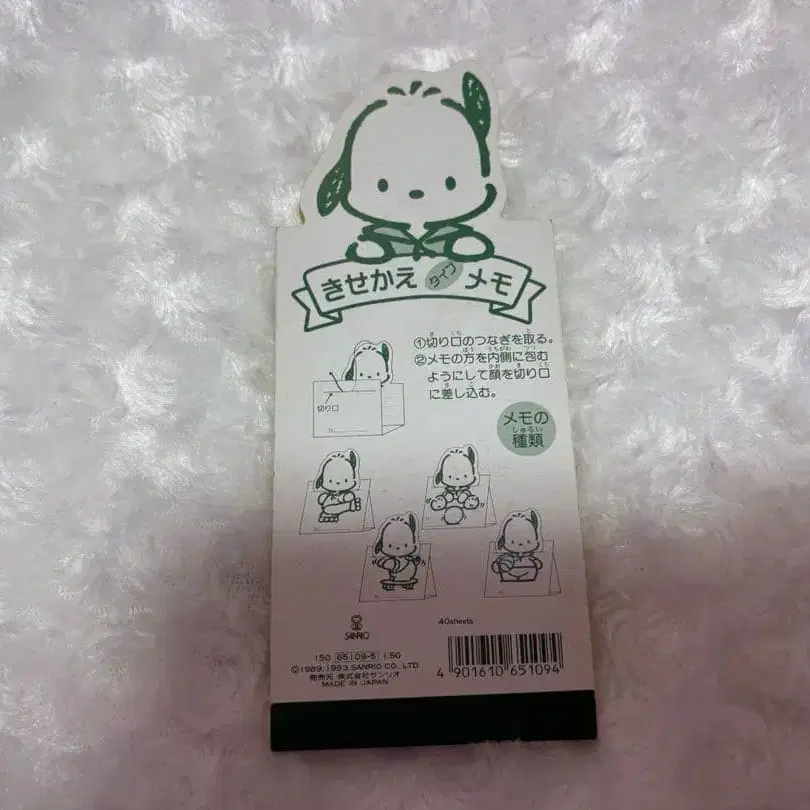 きせかえ タイプ メモ
①切り口のつなぎを取る。
②メモの方を内側に包む
ようにして顔を切り口
に差し込む。
切り口
メモの
種類
SANRIO
40sheets
150 65 09-5 1.50
©1989,1993 SANRIO CO., LTD.
発売元 株式会社サンリオ
MADE IN JAPAN
4 901610 651094